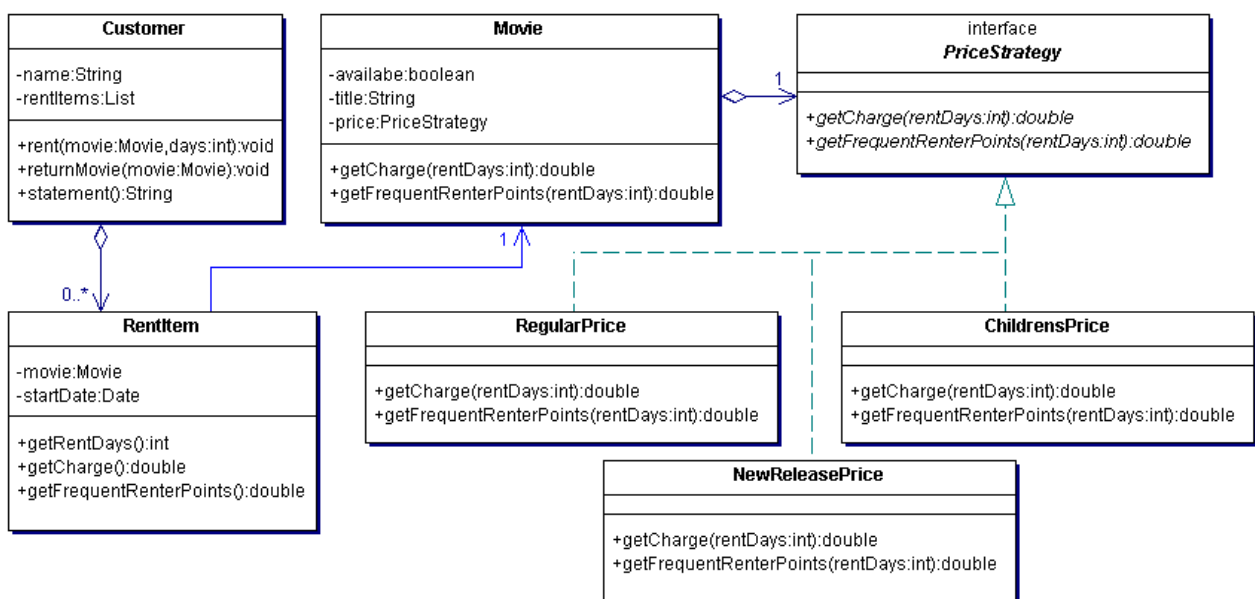 Customer
-name:String
-rentItems:List
+rent(movie:Movie,days:int):void
+returnMovie(movie:Movie):void
+statement():String
Movie
-availabe:boolean
-title:String
-price:PriceStrategy
+getCharge(rentDays:int):double
+getFrequentRenterPoints(rentDays:int):double
1
interface
PriceStrategy
+getCharge(rentDays:int):double
+getFrequentRenterPoints(rentDays:int):double
0..*
1
RentItem
-movie:Movie
-startDate:Date
+getRentDays():int
+getCharge():double
+getFrequentRenterPoints():double
RegularPrice
+getCharge(rentDays:int):double
+getFrequentRenterPoints(rentDays:int):double
ChildrensPrice
+getCharge(rentDays:int):double
+getFrequentRenterPoints(rentDays:int):double
NewReleasePrice
+getCharge(rentDays:int):double
+getFrequentRenterPoints(rentDays:int):double